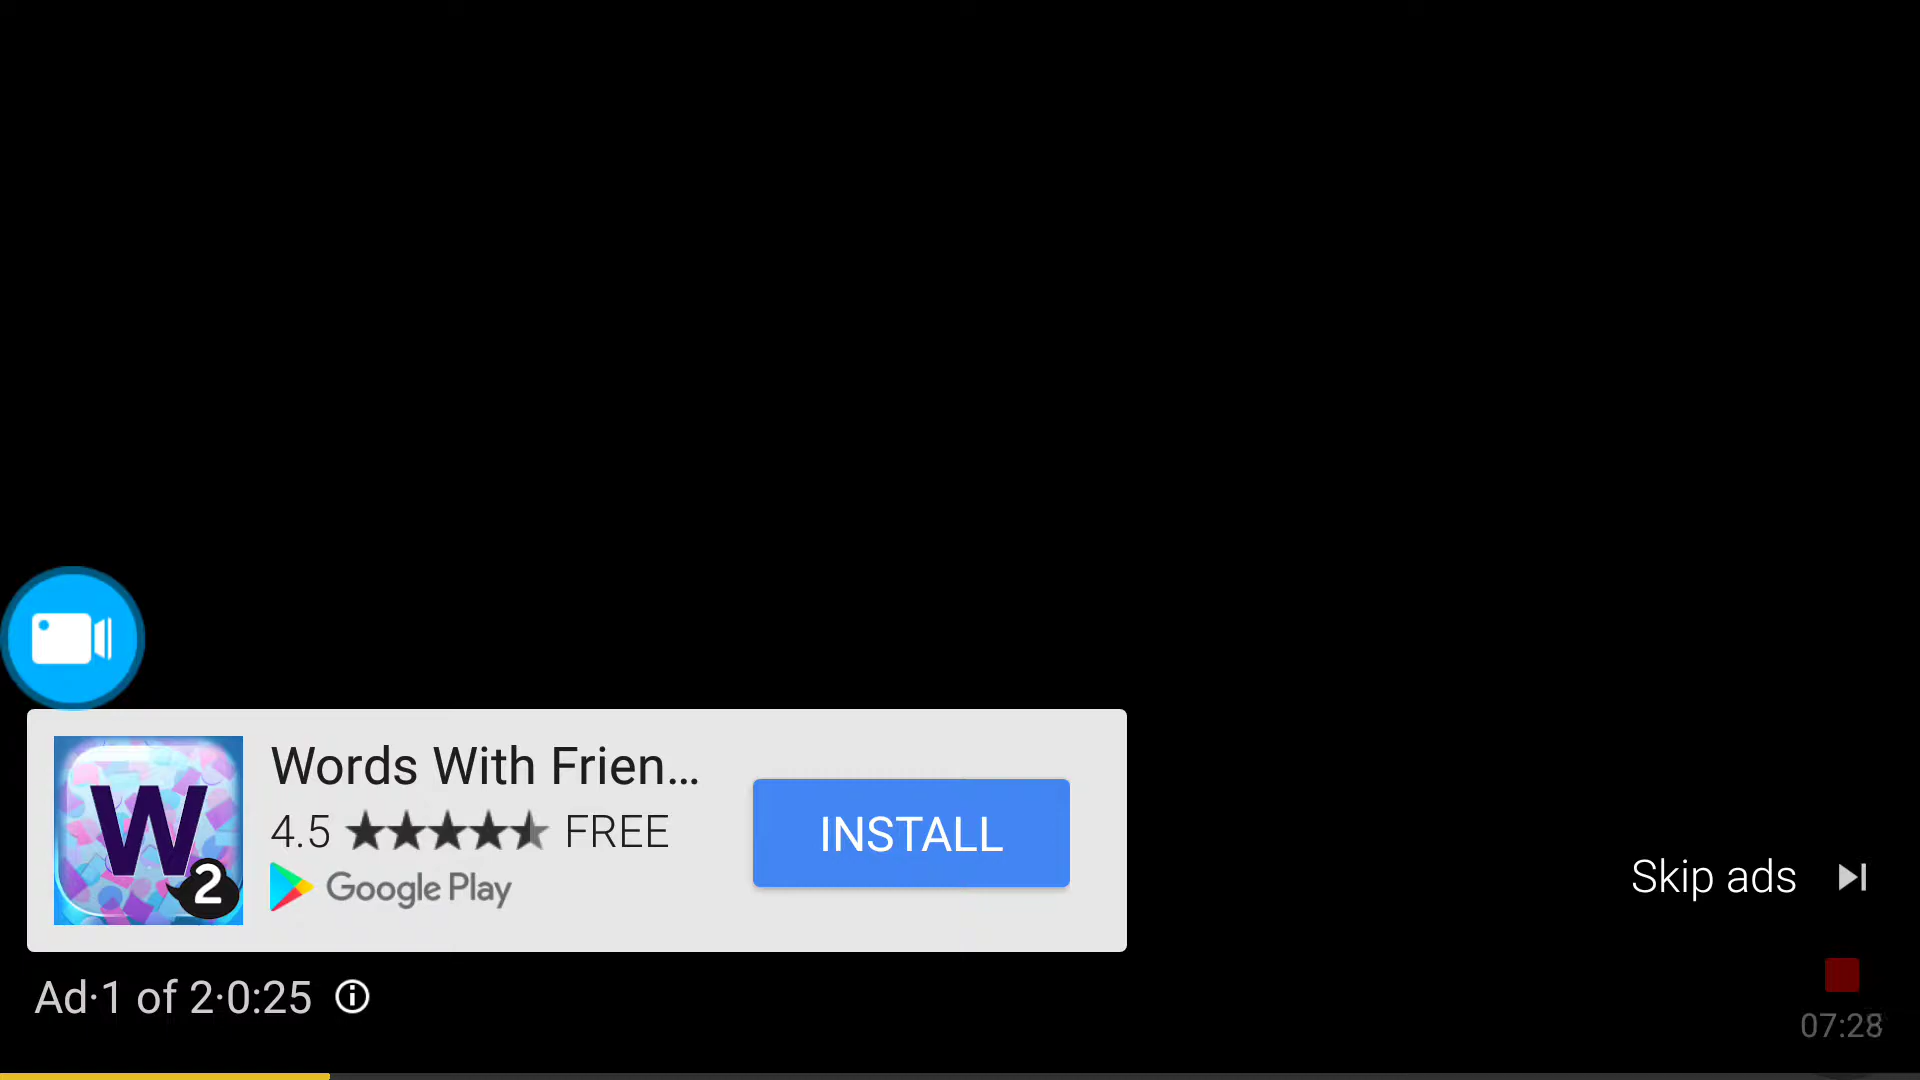 Words With Frien...
4.5 FREE
Google Play
W2
INSTALL
Skip ads
Ad·1 of 2·0:25
07:28